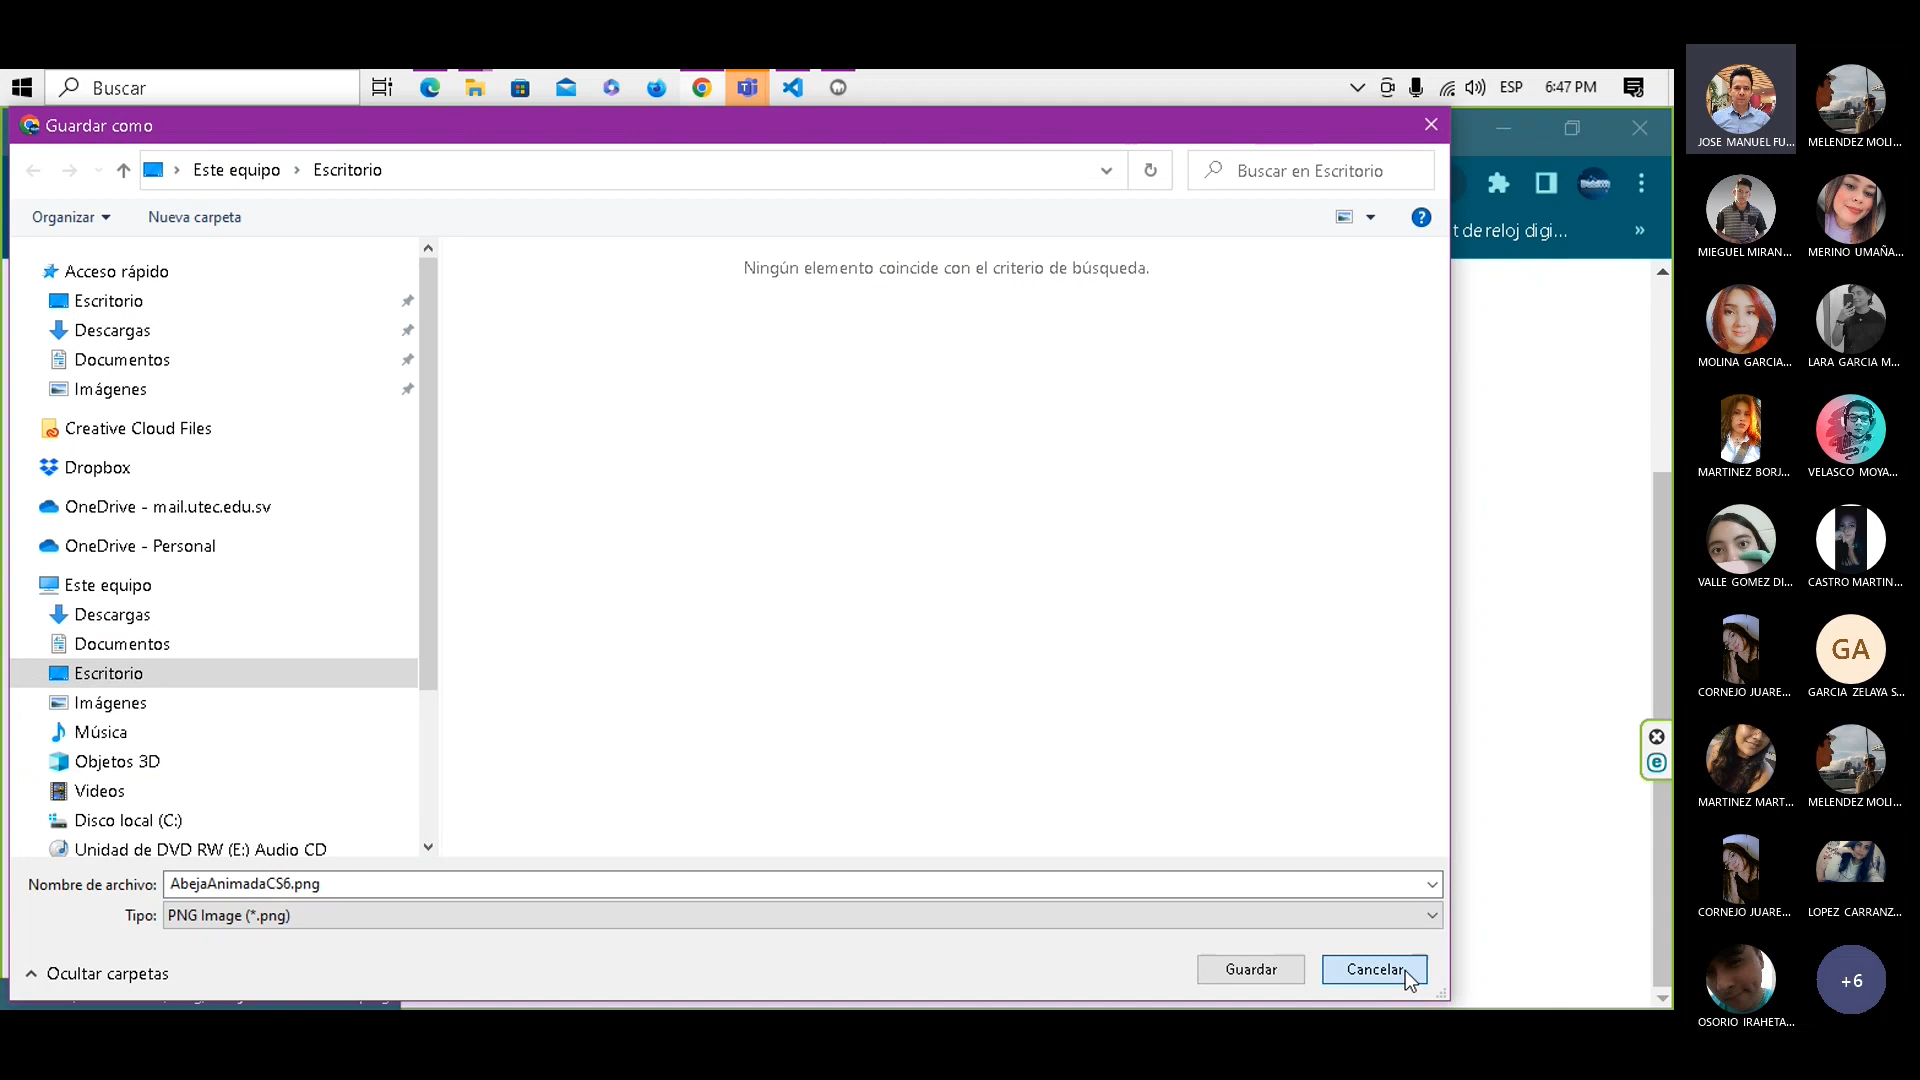 Buscar
ESP
6:47 PM
Guardar como
Este equipo
Escritorio
Buscar en Escritorio
Organizar
Nueva carpeta
t de reloj digi...
»
Ningún elemento coincide con el criterio de búsqueda.
Acceso rápido
Escritorio
Descargas
Documentos
Imágenes
Creative Cloud Files
Dropbox
OneDrive - mail.utec.edu.sv
OneDrive - Personal
Este equipo
Descargas
Documentos
Escritorio
Imágenes
Música
Objetos 3D
Videos
Disco local (C:)
Unidad de DVD RW (E:) Audio CD
Nombre de archivo: AbejaAnimadaCS6.png
Tipo: PNG Image (*.png)
Ocultar carpetas
Guardar
Cancelar
JOSE MANUEL FU...
MELENDEZ MOLI...
MIEGUEL MIRAN...
MERINO UMAÑA...
MOLINA GARCIA...
LARA GARCIA M...
MARTINEZ BORJ...
VELASCO MOYA...
VALLE GOMEZ DI...
CASTRO MARTIN...
CORNEJO JUARE...
GA
GARCIA ZELAYA S...
MARTINEZ MART...
MELENDEZ MOLI...
CORNEJO JUARE...
LOPEZ CARRANZ...
OSORIO IRAHETA...
+6